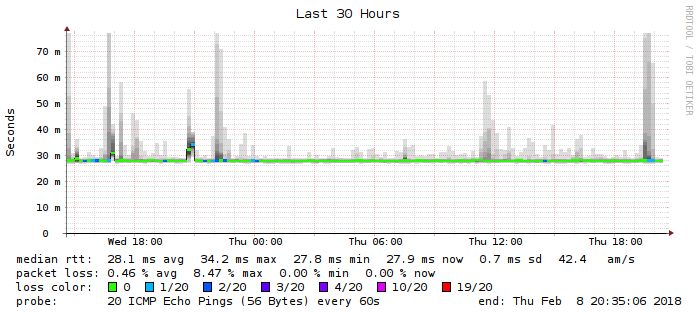 Last 30 Hours
RRDTOOL / TOBI OETIKER
Seconds
70 m
60 m
50 m
40 m
30 m
20 m
10 m
0
Wed 18:00 Thu 00:00 Thu 06:00 Thu 12:00 Thu 18:00
median rtt: 28.1 ms avg 34.2 ms max 27.8 ms min 27.9 ms now 0.7 ms sd 42.4 am/s
packet loss: 0.46 % avg 8.47 % max 0.00 % min 0.00 % now
loss color: 0 1/20 2/20 3/20 4/20 10/20 19/20
probe: 20 ICMP Echo Pings (56 Bytes) every 60s end: Thu Feb 8 20:35:06 2018